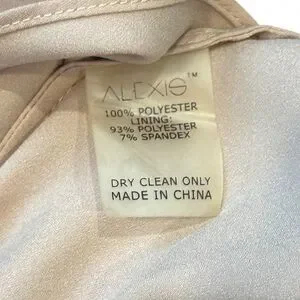 ALEXIS™
100% POLYESTER
LINING:
93% POLYESTER
7% SPANDEX
DRY CLEAN ONLY
MADE IN CHINA